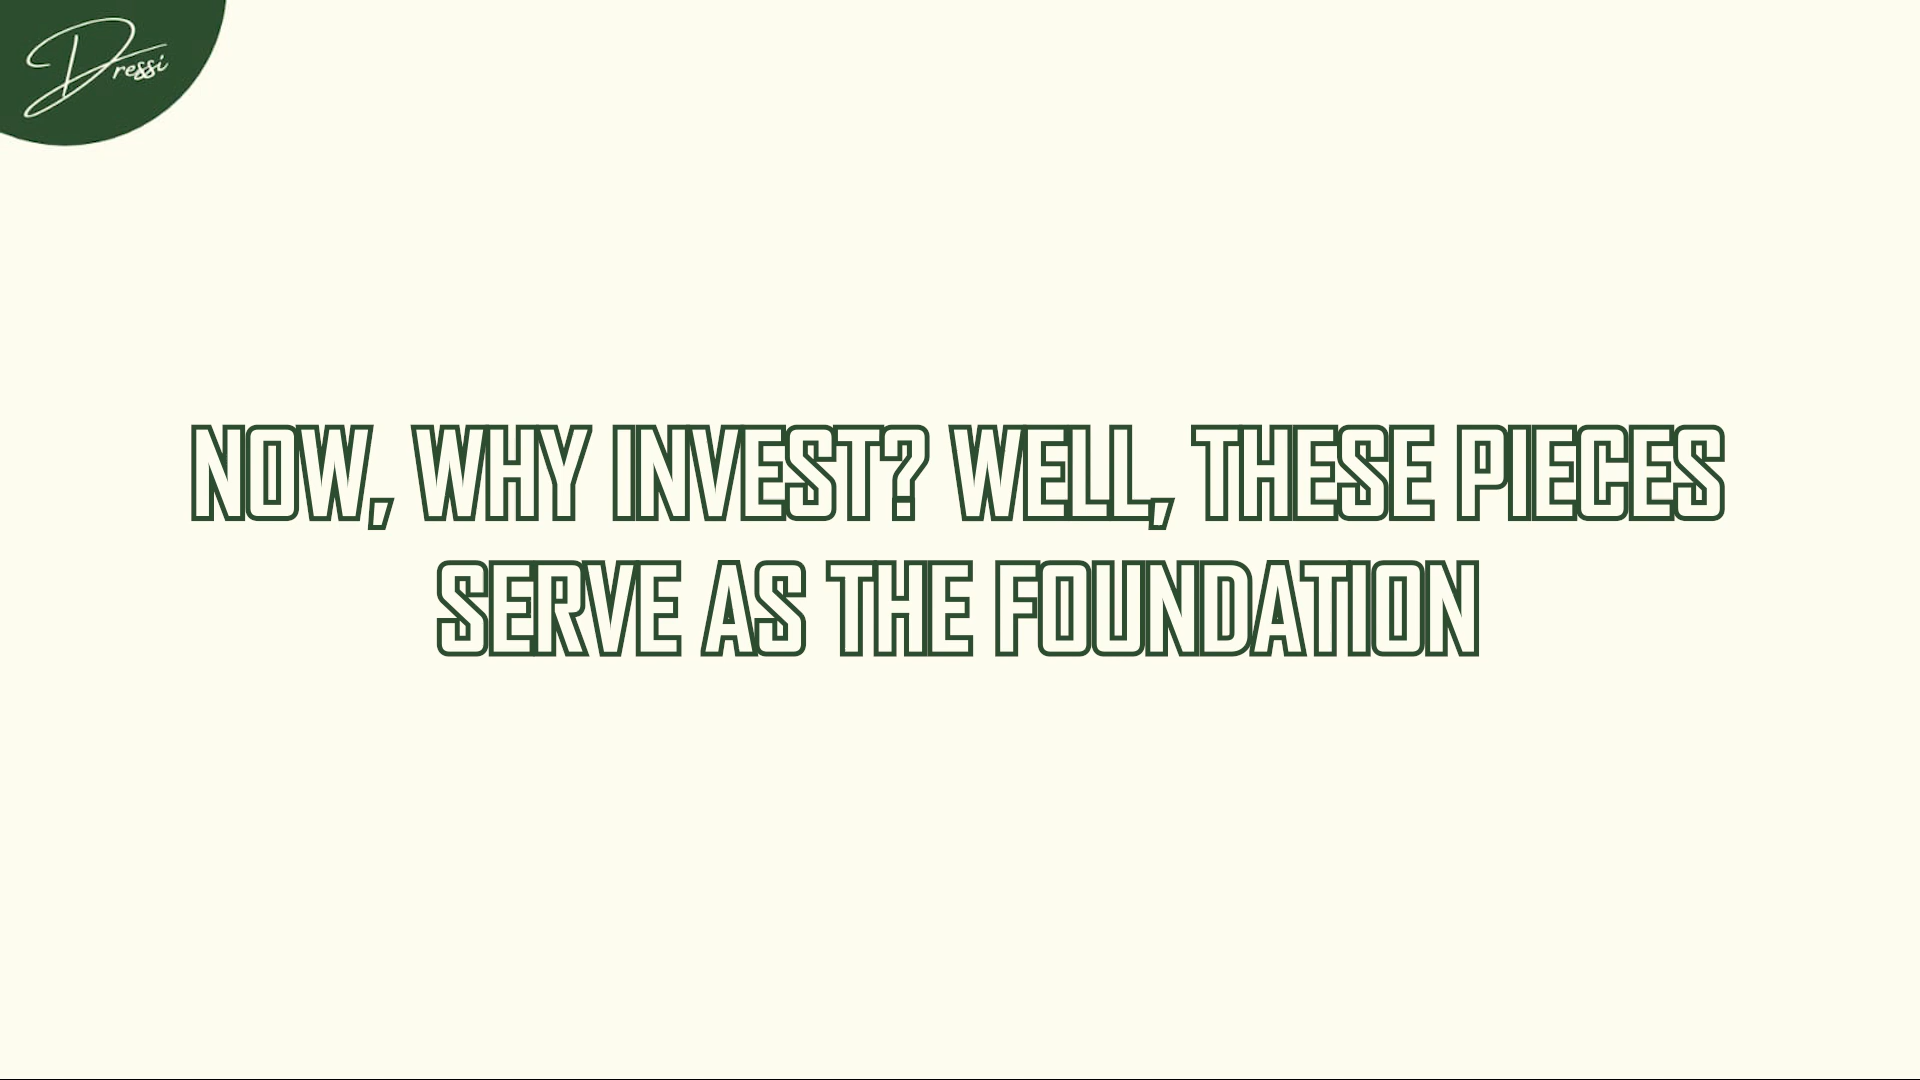 Dressi
NOW, WHY INVEST? WELL, THESE PIECES
SERVE AS THE FOUNDATION